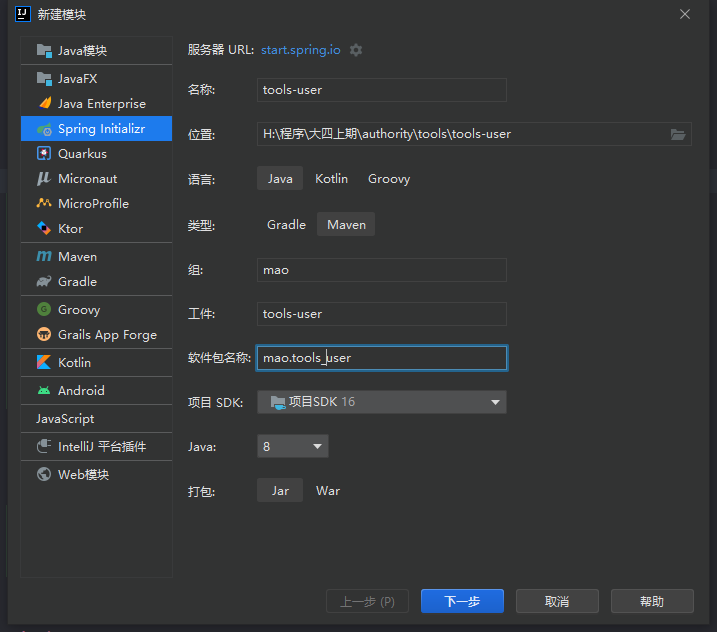 新建模块
Java模块
JavaFX
Java Enterprise
Spring Initializr
Quarkus
Micronaut
MicroProfile
Ktor
Maven
Gradle
Groovy
Grails App Forge
Kotlin
Android
JavaScript
IntelliJ 平台插件
Web模块
服务器 URL: start.spring.io
名称: tools-user
位置: H:\程序\大四上期\authority\tools\tools-user
语言: Java Kotlin Groovy
类型: Gradle Maven
组: mao
工件: tools-user
软件包名称: mao.tools_user
项目 SDK: 项目SDK 16
Java: 8
打包: Jar War
上一步 (P) 下一步 取消 帮助